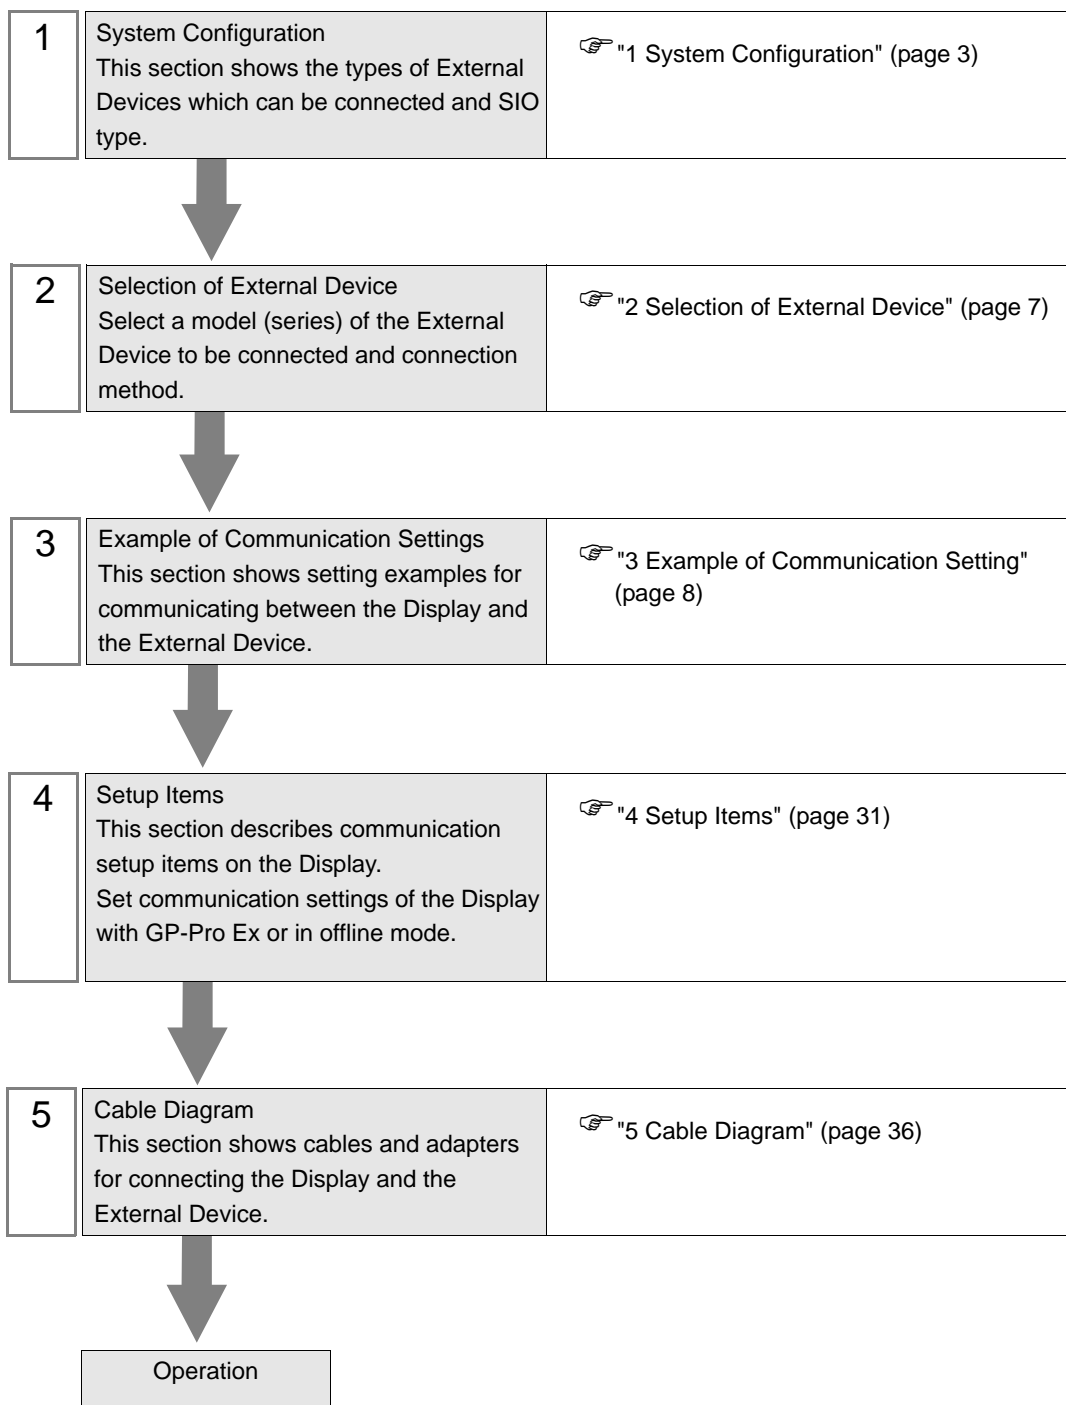 1
System Configuration
This section shows the types of External
Devices which can be connected and SIO
type.
"1 System Configuration" (page 3)
2
Selection of External Device
Select a model (series) of the External
Device to be connected and connection
method.
"2 Selection of External Device" (page 7)
3
Example of Communication Settings
This section shows setting examples for
communicating between the Display and
the External Device.
"3 Example of Communication Setting"
(page 8)
4
Setup Items
This section describes communication
setup items on the Display.
Set communication settings of the Display
with GP-Pro Ex or in offline mode.
"4 Setup Items" (page 31)
5
Cable Diagram
This section shows cables and adapters
for connecting the Display and the
External Device.
"5 Cable Diagram" (page 36)
Operation